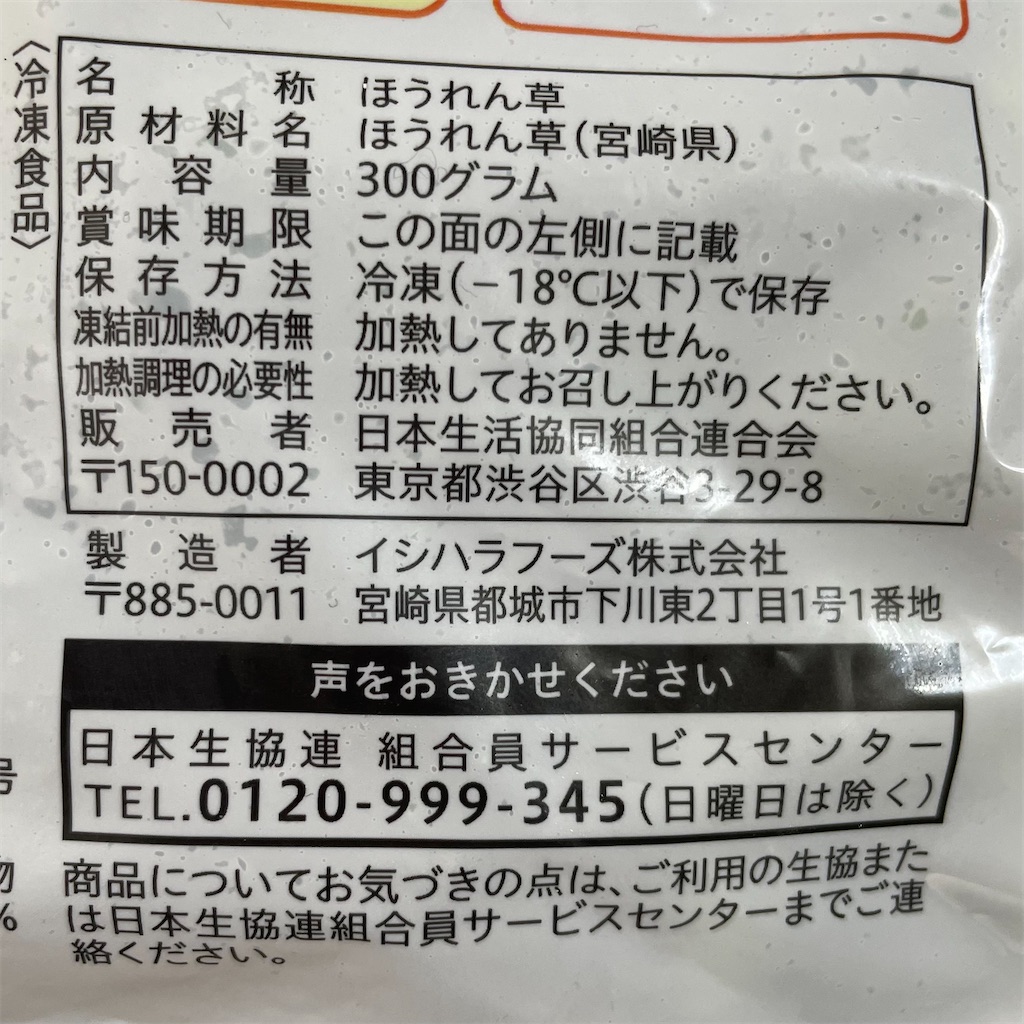 〈冷凍食品〉
名称 ほうれん草
原材料名 ほうれん草(宮崎県)
内容量 300グラム
賞味期限 この面の左側に記載
保存方法 冷凍(-18℃以下)で保存
凍結前加熱の有無 加熱してありません。
加熱調理の必要性 加熱してお召し上がりください。
販売者 日本生活協同組合連合会
〒150-0002 東京都渋谷区渋谷3-29-8
製造者 イシハラフーズ株式会社
〒885-0011 宮崎県都城市下川東2丁目1号1番地
声をおきかせください
日本生協連 組合員サービスセンター
TEL.0120-999-345(日曜日は除く)
商品についてお気づきの点は、ご利用の生協また
は日本生協連組合員サービスセンターまでご連
絡ください。